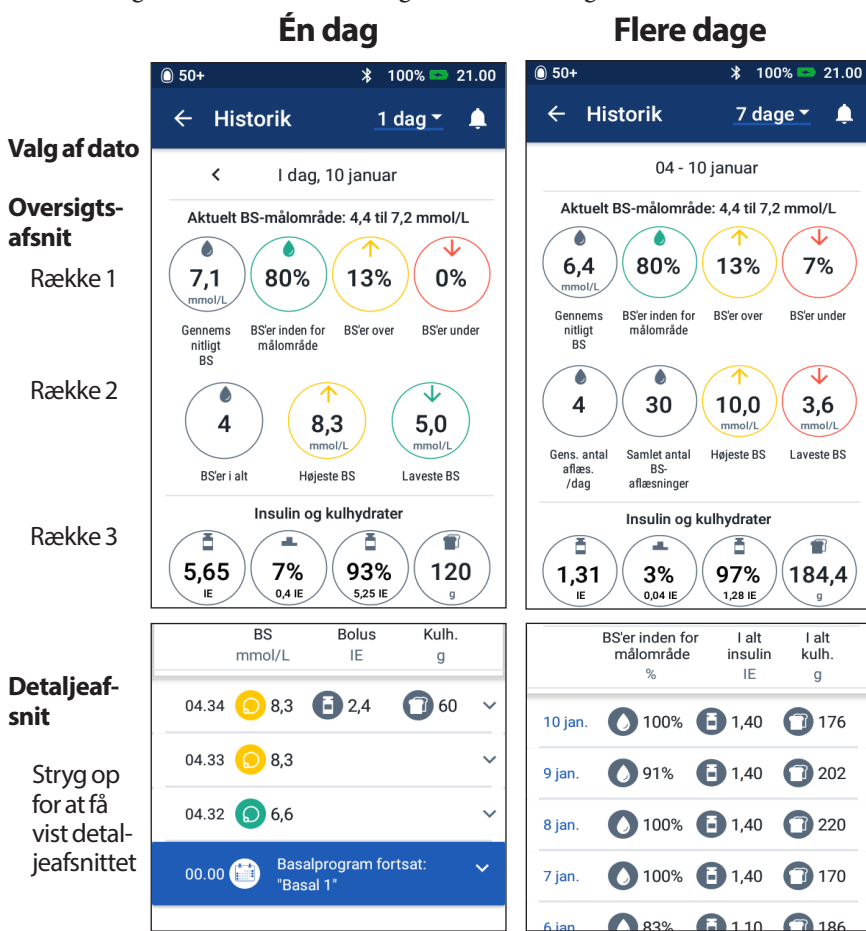 Én dag
Flere dage
50+ 100% 21.00
Historik 1 dag
I dag, 10 januar
Aktuelt BS-målområde: 4,4 til 7,2 mmol/L
7,1 80% 13% 0%
mmol/L
Gennems BS'er inden for BS'er over BS'er under
nitligt målområde
BS
4 8,3 5,0
mmol/L mmol/L
BS'er i alt Højeste BS Laveste BS
Insulin og kulhydrater
5,65 7% 93% 120
IE 0,4 IE 5,25 IE g
50+ 100% 21.00
Historik 7 dage
04 - 10 januar
Aktuelt BS-målområde: 4,4 til 7,2 mmol/L
6,4 80% 13% 7%
mmol/L
Gennems BS'er inden for BS'er over BS'er under
nitligt målområde
BS
4 30 10,0 3,6
mmol/L mmol/L
Gens. antal Samlet antal Højeste BS Laveste BS
aflæs. BS-
/dag aflæsninger
Insulin og kulhydrater
1,31 3% 97% 184,4
IE 0,04 IE 1,28 IE g
Valg af dato
Oversigts-
afsnit
Række 1
Række 2
Række 3
Detaljeaf-
snit
Stryg op
for at få
vist detal-
jeafsnittet
BS Bolus Kulh.
mmol/L IE g
04.34 8,3 2,4 60
04.33 8,3
04.32 6,6
00.00 Basalprogram fortsat:
"Basal 1"
BS'er inden for I alt I alt
målområde insulin kulh.
% IE g
10 jan. 100% 1,40 176
9 jan. 91% 1,40 202
8 jan. 100% 1,40 220
7 jan. 100% 1,40 170
6 jan. 83% 1,10 186